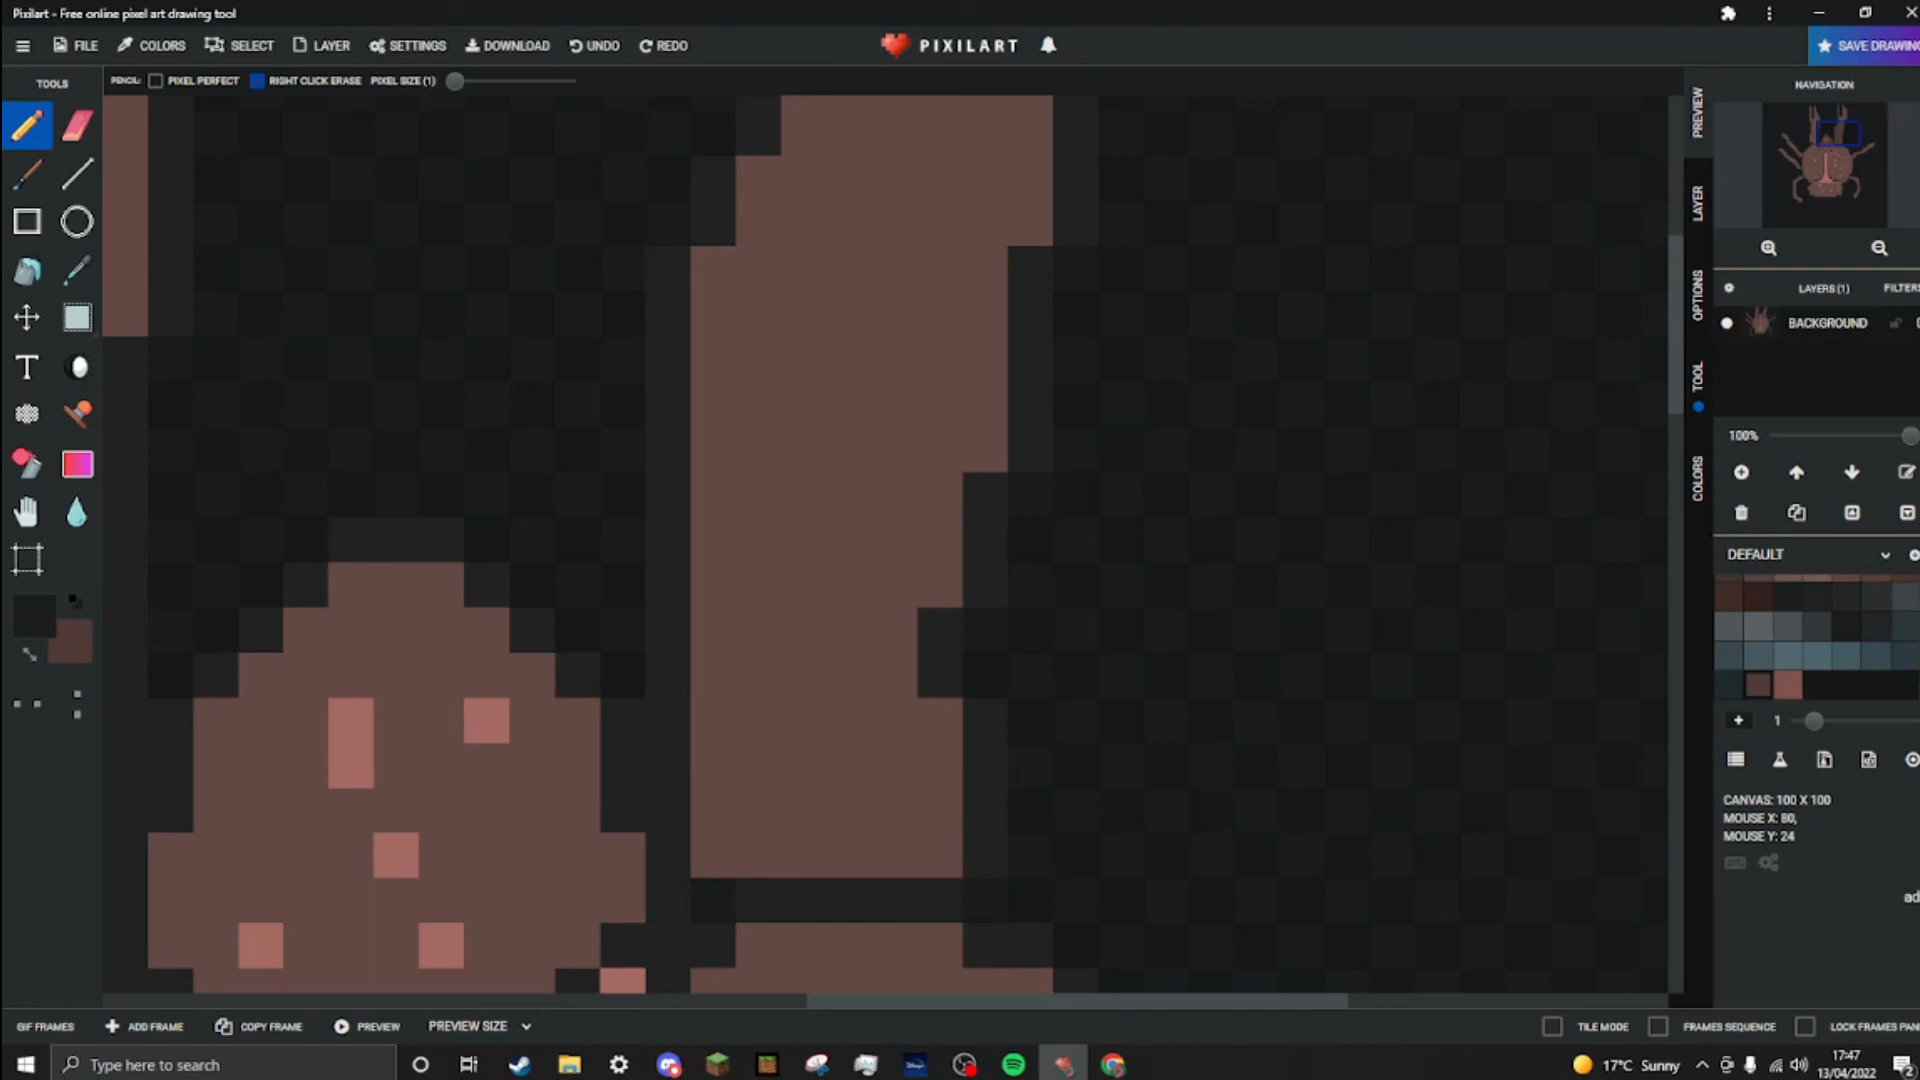 Pixilart - Free online pixel art drawing tool
FILE COLORS SELECT LAYER SETTINGS DOWNLOAD UNDO REDO PIXILART SAVE DRAWING
TOOLS
PENCIL: PIXEL PERFECT RIGHT CLICK ERASE PIXEL SIZE (1)
NAVIGATION
PREVIEW
LAYER
OPTIONS
TOOL
COLORS
LAYERS (1) FILTERS
BACKGROUND
100%
DEFAULT
1
CANVAS: 100 X 100
MOUSE X: 80,
MOUSE Y: 24
ad
GIF FRAMES ADD FRAME COPY FRAME PREVIEW PREVIEW SIZE TILE MODE FRAMES SEQUENCE LOCK FRAMES PAN
Type here to search
17°C Sunny
17:47
13/04/2022
2